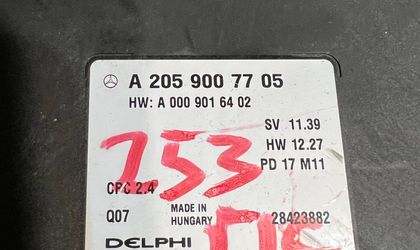 A 205 900 77 05
HW: A 000 901 64 02
SV 11.39
HW 12.27
PD 17 M11
253
CPC 2.4
Q07
MADE IN
HUNGARY
28423882
DELPHI